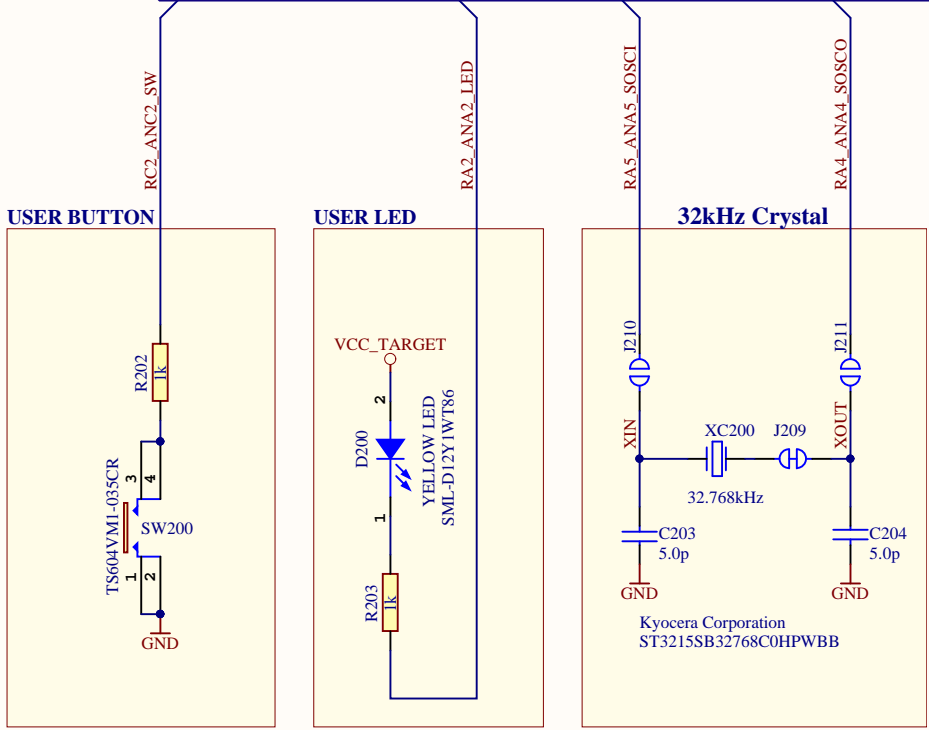 RC2_ANC2_SW
RA2_ANA2_LED
RA5_ANA5_SOSCI
RA4_ANA4_SOSCO
USER BUTTON
R202
1k
3
4
TS604VM1-035CR
SW200
1
2
GND
USER LED
VCC_TARGET
2
D200
YELLOW LED
SML-D12Y1WT86
1
R203
1k
32kHz Crystal
J210
J211
XIN
XC200
J209
XOUT
32.768kHz
C203
5.0p
C204
5.0p
GND
GND
Kyocera Corporation
ST3215SB32768C0HPWBB